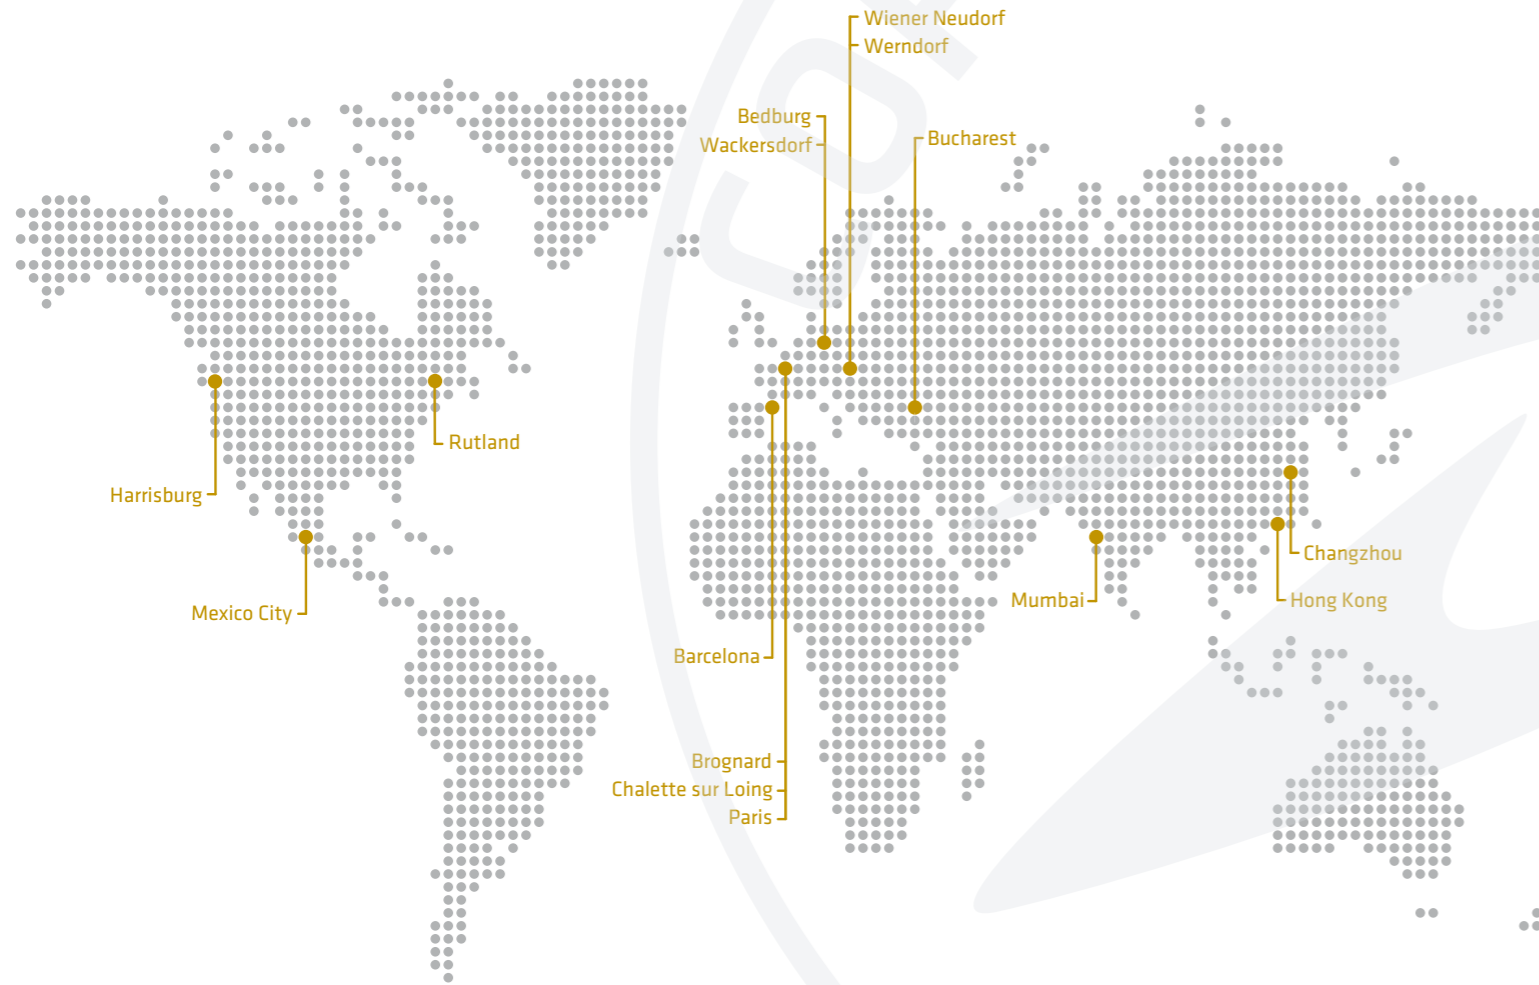 Wiener Neudorf
Werndorf
Bedburg
Wackersdorf
Bucharest
Rutland
Harrisburg
Mexico City
Changzhou
Mumbai
Hong Kong
Barcelona
Brognard
Chalette sur Loing
Paris